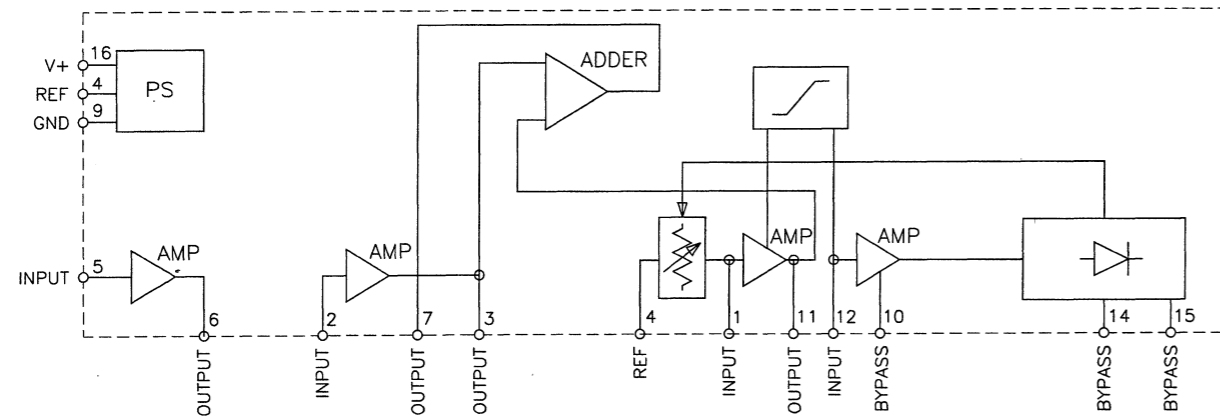 V+ 16
REF 4
GND 9
PS
ADDER
INPUT 5
AMP
AMP
AMP
AMP
6
2
7
3
4
1
11
12
10
14
15
OUTPUT
INPUT
OUTPUT
OUTPUT
REF
INPUT
OUTPUT
INPUT
BYPASS
BYPASS
BYPASS